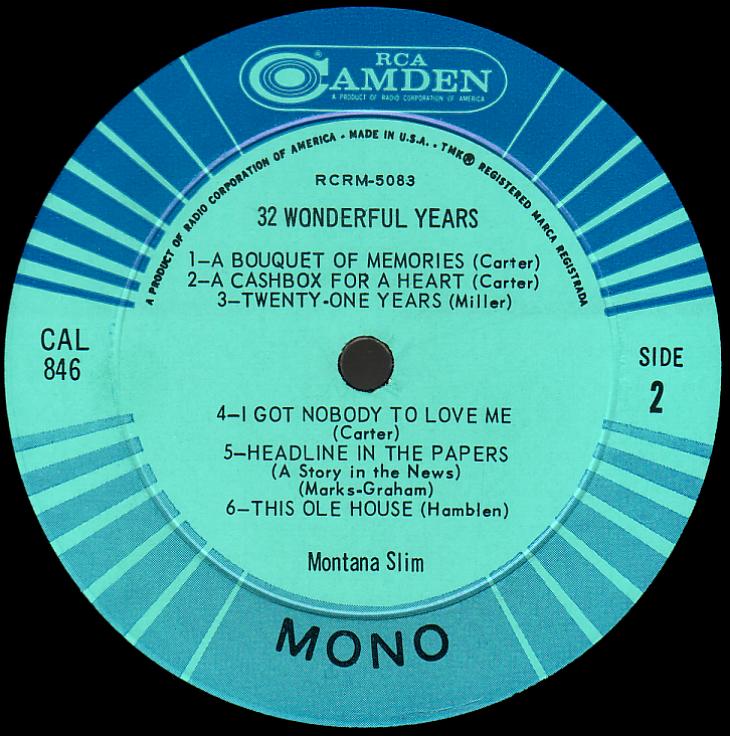 RCA
CAMDEN
®
A PRODUCT OF RADIO CORPORATION OF AMERICA
A PRODUCT OF RADIO CORPORATION OF AMERICA • MADE IN U.S.A. • TMK® REGISTERED MARCA REGISTRADA
RCRM-5083
32 WONDERFUL YEARS
1—A BOUQUET OF MEMORIES (Carter)
2—A CASHBOX FOR A HEART (Carter)
3—TWENTY-ONE YEARS (Miller)
CAL
846
SIDE
2
4—I GOT NOBODY TO LOVE ME
(Carter)
5—HEADLINE IN THE PAPERS
(A Story in the News)
(Marks-Graham)
6—THIS OLE HOUSE (Hamblen)
Montana Slim
MONO